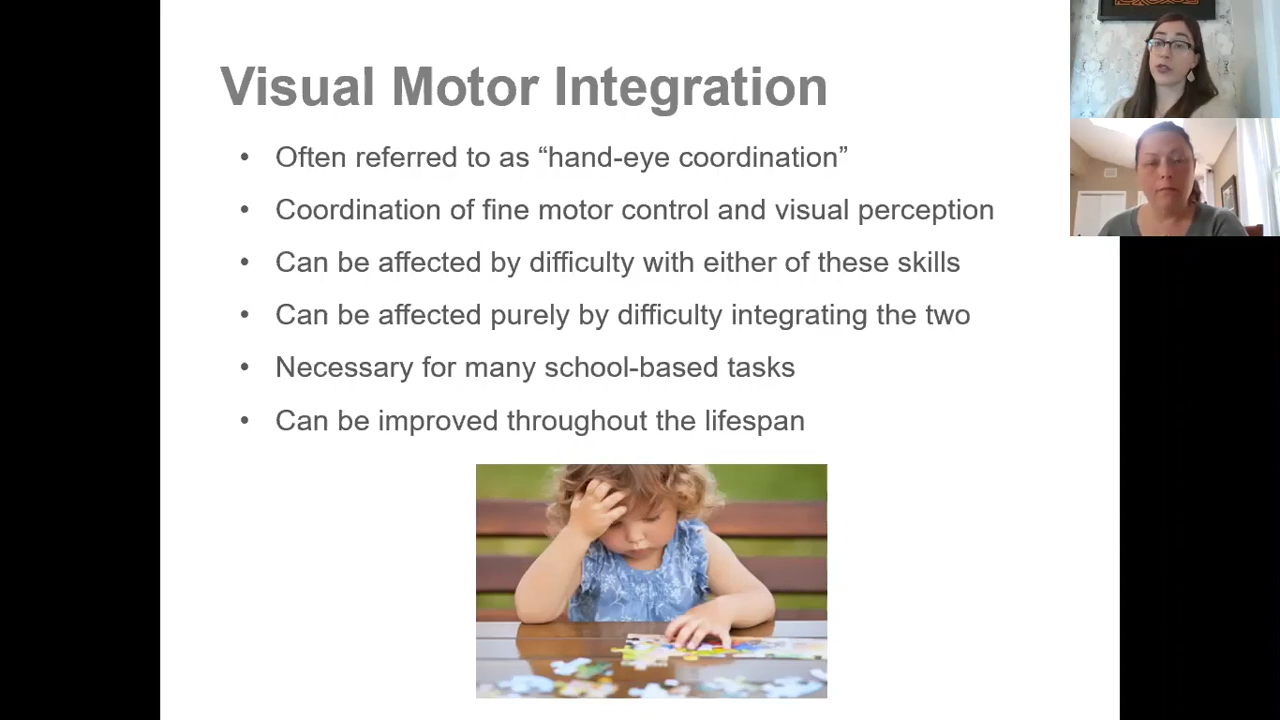 Visual Motor Integration
• Often referred to as “hand-eye coordination”
• Coordination of fine motor control and visual perception
• Can be affected by difficulty with either of these skills
• Can be affected purely by difficulty integrating the two
• Necessary for many school-based tasks
• Can be improved throughout the lifespan